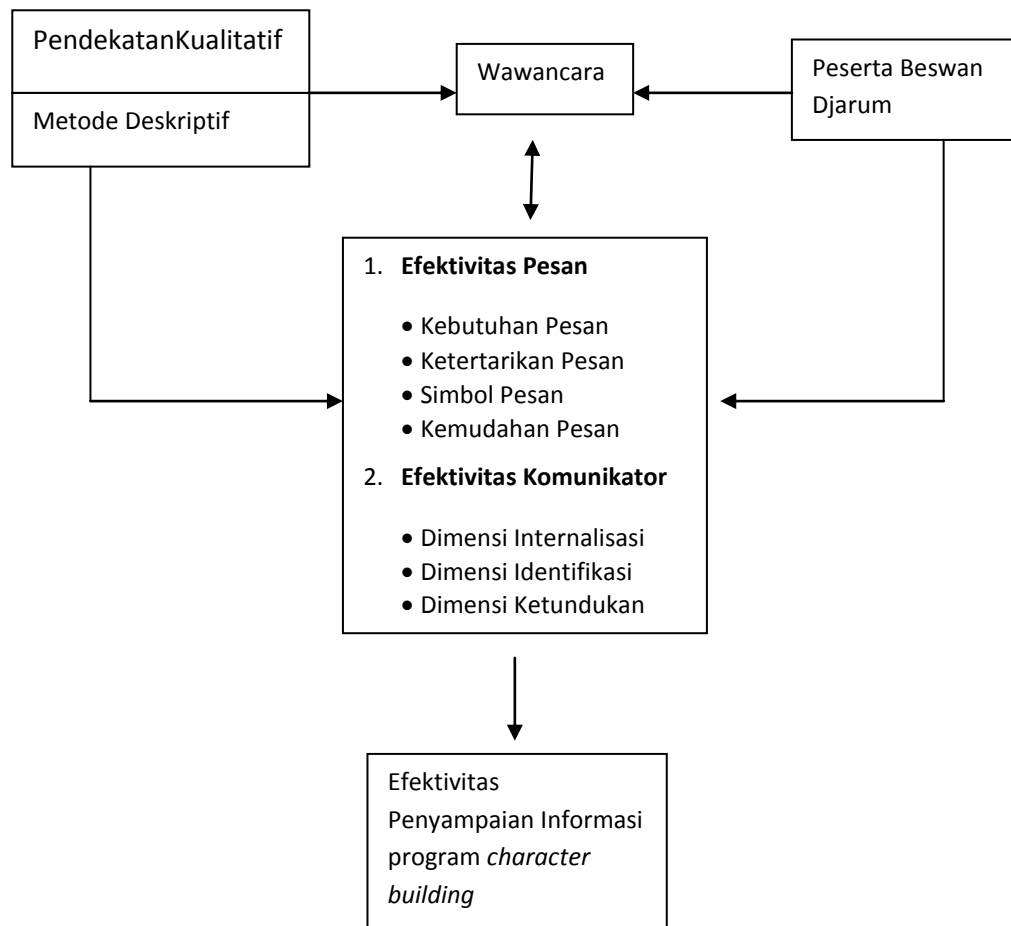 PendekatanKualitatif
Metode Deskriptif
Wawancara
Peserta Beswan
Djarum
1. Efektivitas Pesan
• Kebutuhan Pesan
• Ketertarikan Pesan
• Simbol Pesan
• Kemudahan Pesan
2. Efektivitas Komunikator
• Dimensi Internalisasi
• Dimensi Identifikasi
• Dimensi Ketundukan
Efektivitas
Penyampaian Informasi
program character
building